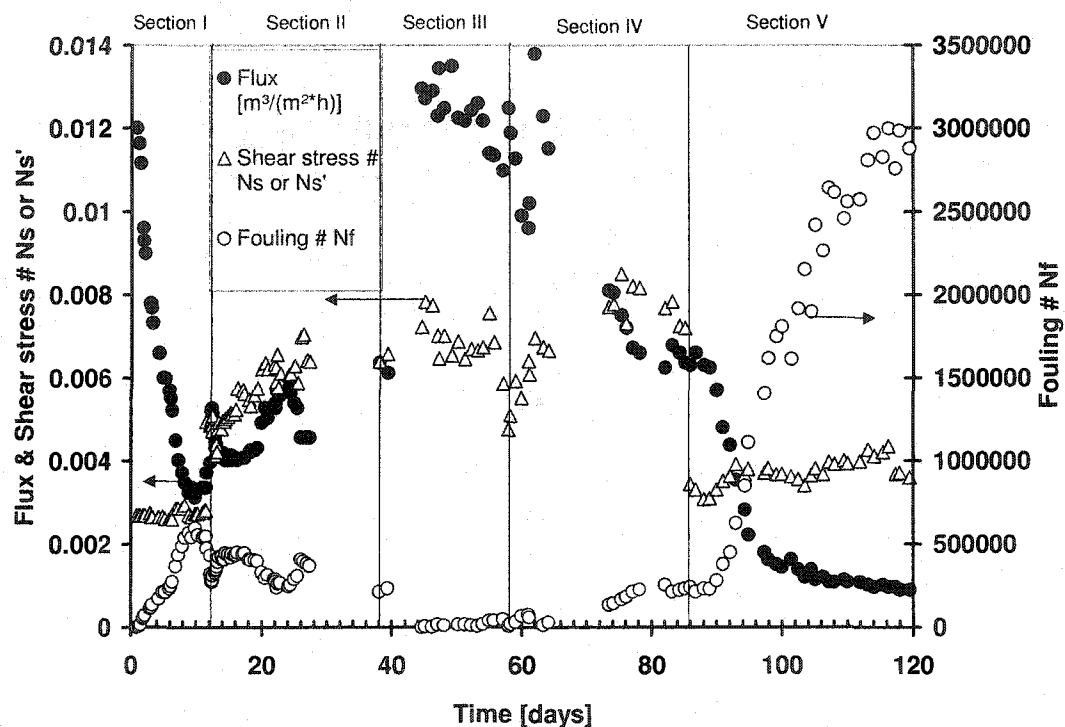 Section I Section II Section III Section IV Section V
0.014
0.012
0.01
0.008
0.006
0.004
0.002
0
Flux & Shear stress # Ns or Ns'
Flux
[m³/(m²*h)]
Shear stress #
Ns or Ns'
Fouling # Nf
3500000
3000000
2500000
2000000
1500000
1000000
500000
0
Fouling # Nf
0 20 40 60 80 100 120
Time [days]